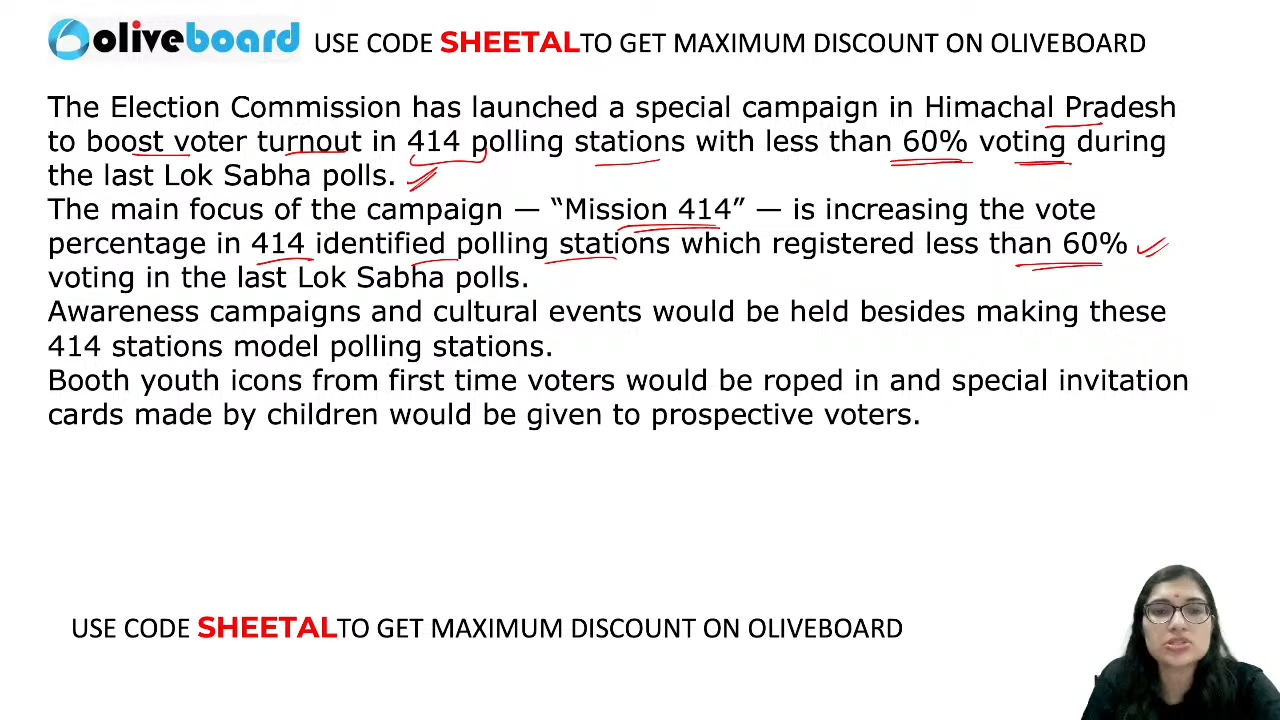 oliveboard USE CODE SHEETAL TO GET MAXIMUM DISCOUNT ON OLIVEBOARD
The Election Commission has launched a special campaign in Himachal Pradesh
to boost voter turnout in 414 polling stations with less than 60% voting during
the last Lok Sabha polls.
The main focus of the campaign — “Mission 414” — is increasing the vote
percentage in 414 identified polling stations which registered less than 60%
voting in the last Lok Sabha polls.
Awareness campaigns and cultural events would be held besides making these
414 stations model polling stations.
Booth youth icons from first time voters would be roped in and special invitation
cards made by children would be given to prospective voters.
USE CODE SHEETAL TO GET MAXIMUM DISCOUNT ON OLIVEBOARD